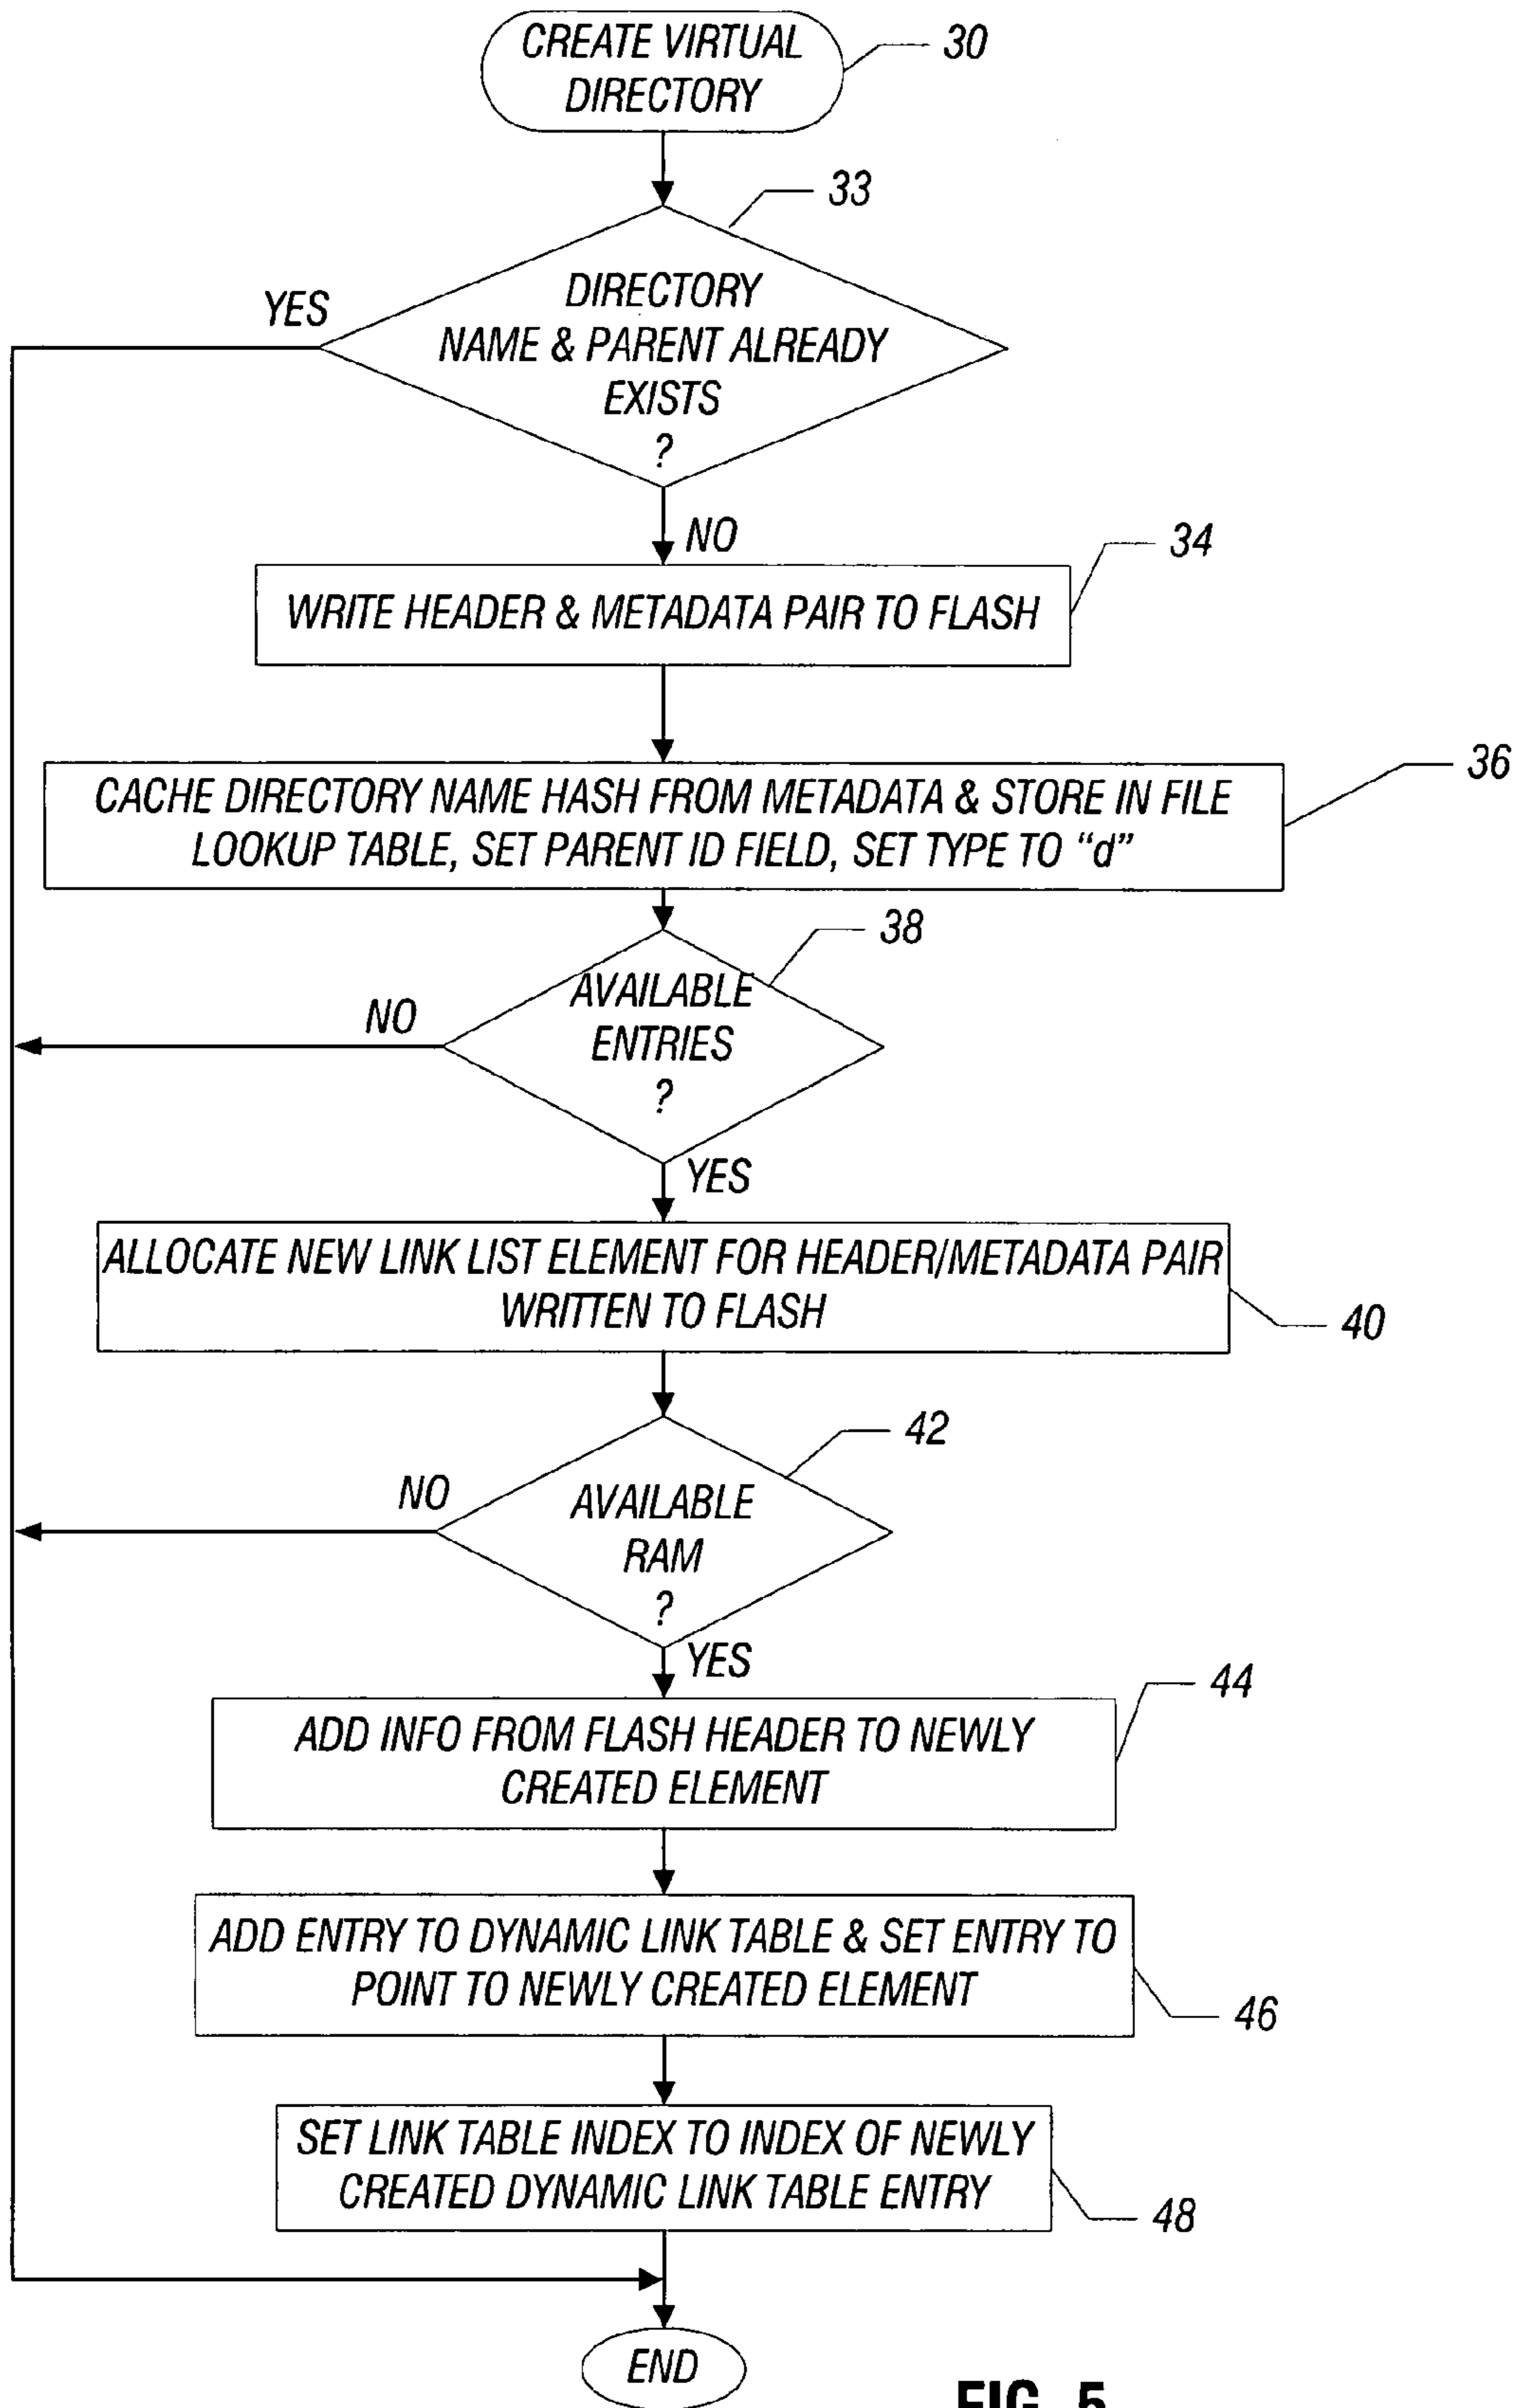 CREATE VIRTUAL
DIRECTORY
30
33
DIRECTORY
NAME & PARENT ALREADY
EXISTS
?
YES
NO
34
WRITE HEADER & METADATA PAIR TO FLASH
36
CACHE DIRECTORY NAME HASH FROM METADATA & STORE IN FILE
LOOKUP TABLE, SET PARENT ID FIELD, SET TYPE TO “d”
38
AVAILABLE
ENTRIES
?
NO
YES
ALLOCATE NEW LINK LIST ELEMENT FOR HEADER/METADATA PAIR
WRITTEN TO FLASH
40
42
AVAILABLE
RAM
?
NO
YES
44
ADD INFO FROM FLASH HEADER TO NEWLY
CREATED ELEMENT
ADD ENTRY TO DYNAMIC LINK TABLE & SET ENTRY TO
POINT TO NEWLY CREATED ELEMENT
46
SET LINK TABLE INDEX TO INDEX OF NEWLY
CREATED DYNAMIC LINK TABLE ENTRY
48
END
FIG. 5